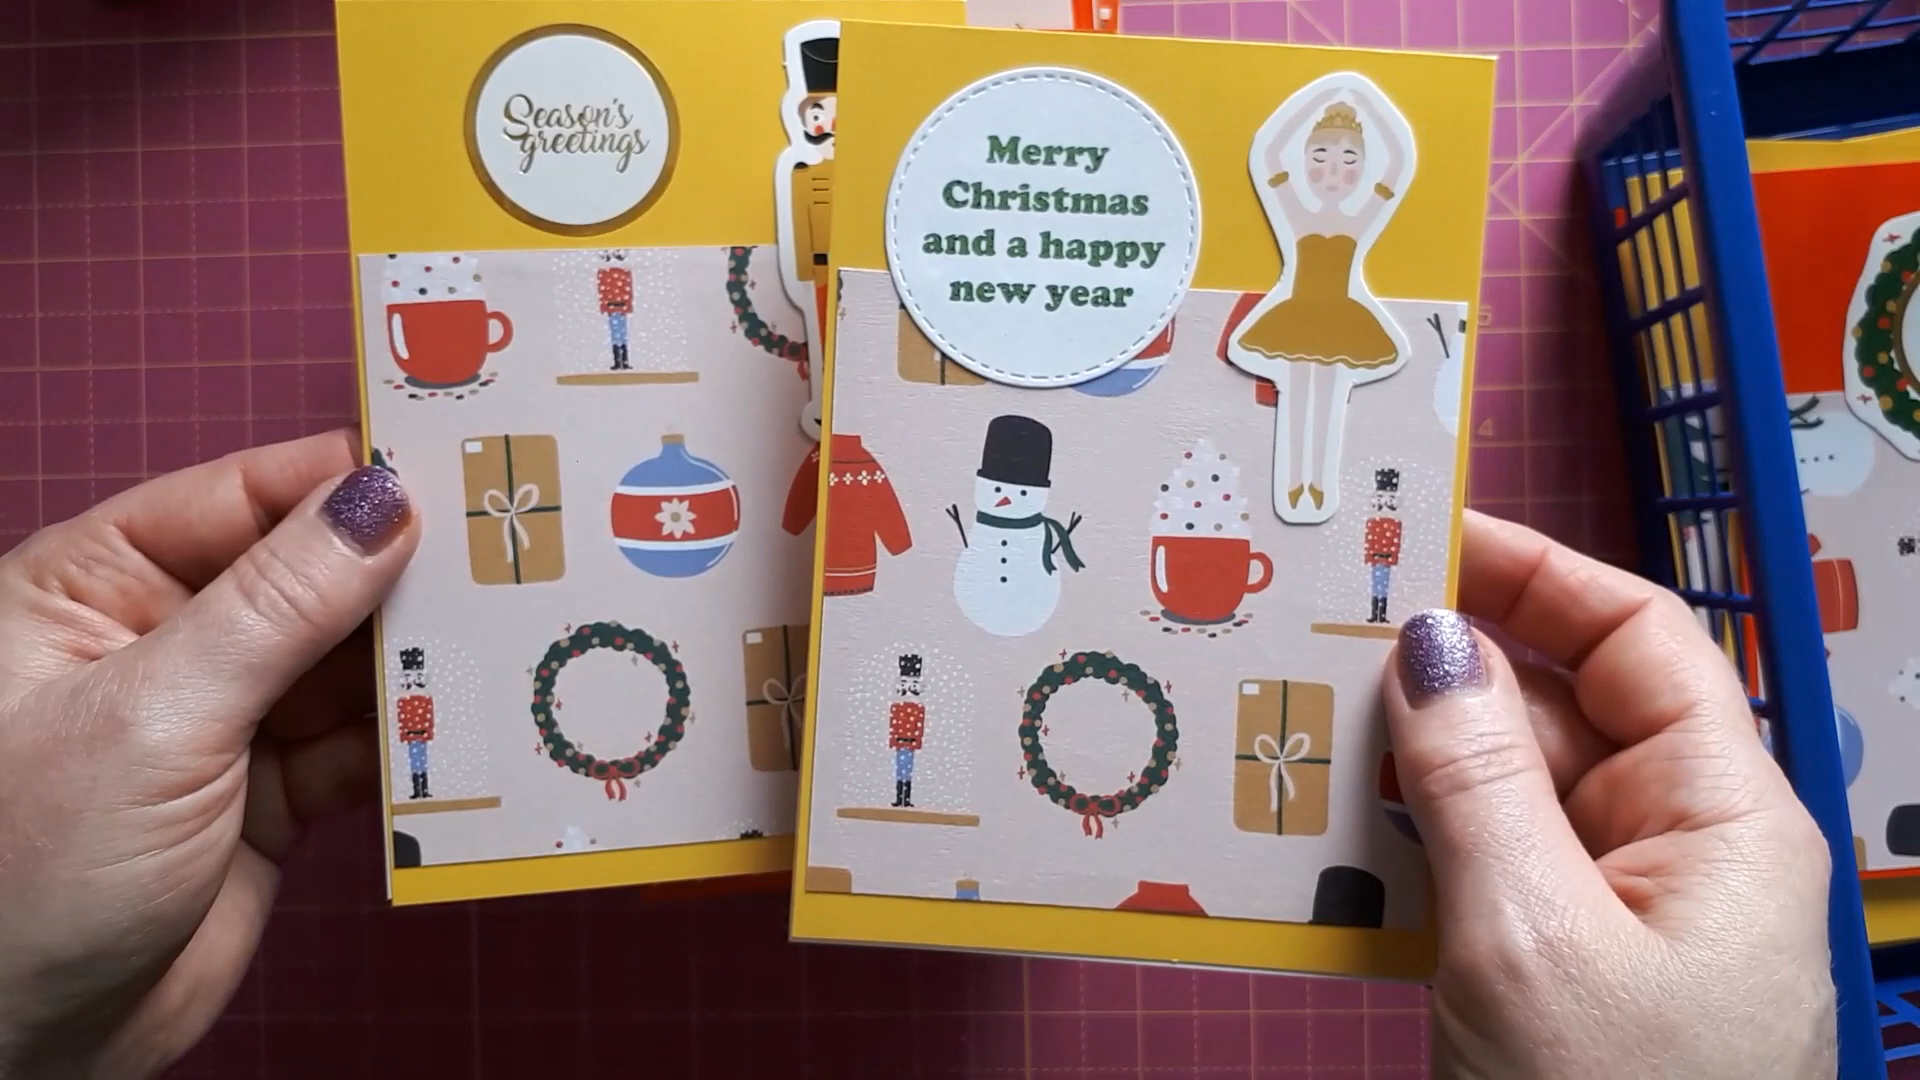 Season's
greetings
Merry
Christmas
and a happy
new year